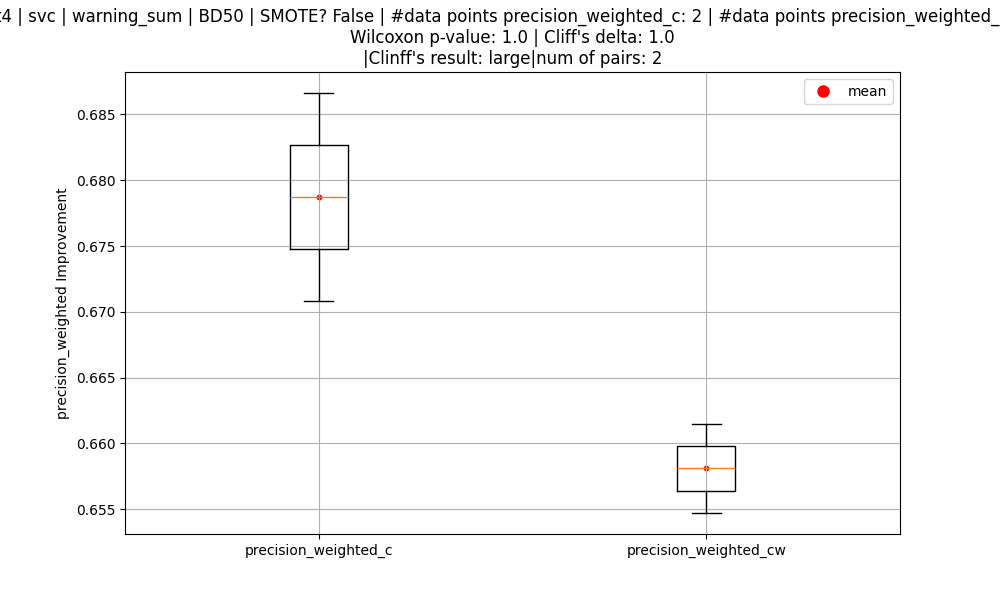 4 | svc | warning_sum | BD50 | SMOTE? False | #data points precision_weighted_c: 2 | #data points precision_weighted_
Wilcoxon p-value: 1.0 | Cliff's delta: 1.0
|Clinff's result: large|num of pairs: 2
mean
0.685
0.680
0.675
0.670
0.665
0.660
0.655
precision_weighted Improvement
precision_weighted_c
precision_weighted_cw